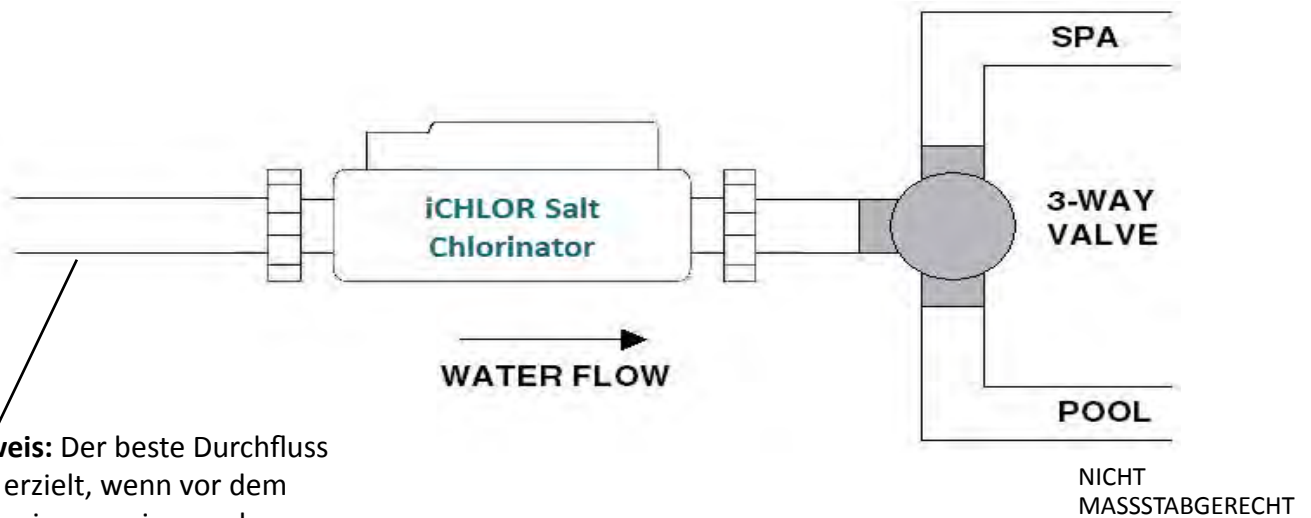 SPA
iCHLOR Salt
Chlorinator
3-WAY
VALVE
WATER FLOW
POOL
weis: Der beste Durchfluss
erzielt, wenn vor dem
NICHT
MASSSTABGERECHT